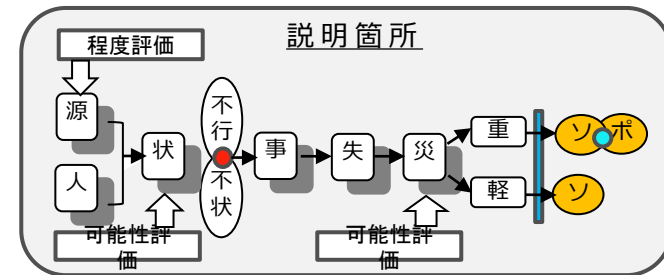 説明箇所
程度評価
源
人
状
不
行
不
状
事
失
災
重
軽
ソ
ポ
ソ
可能性評
価
可能性評
価